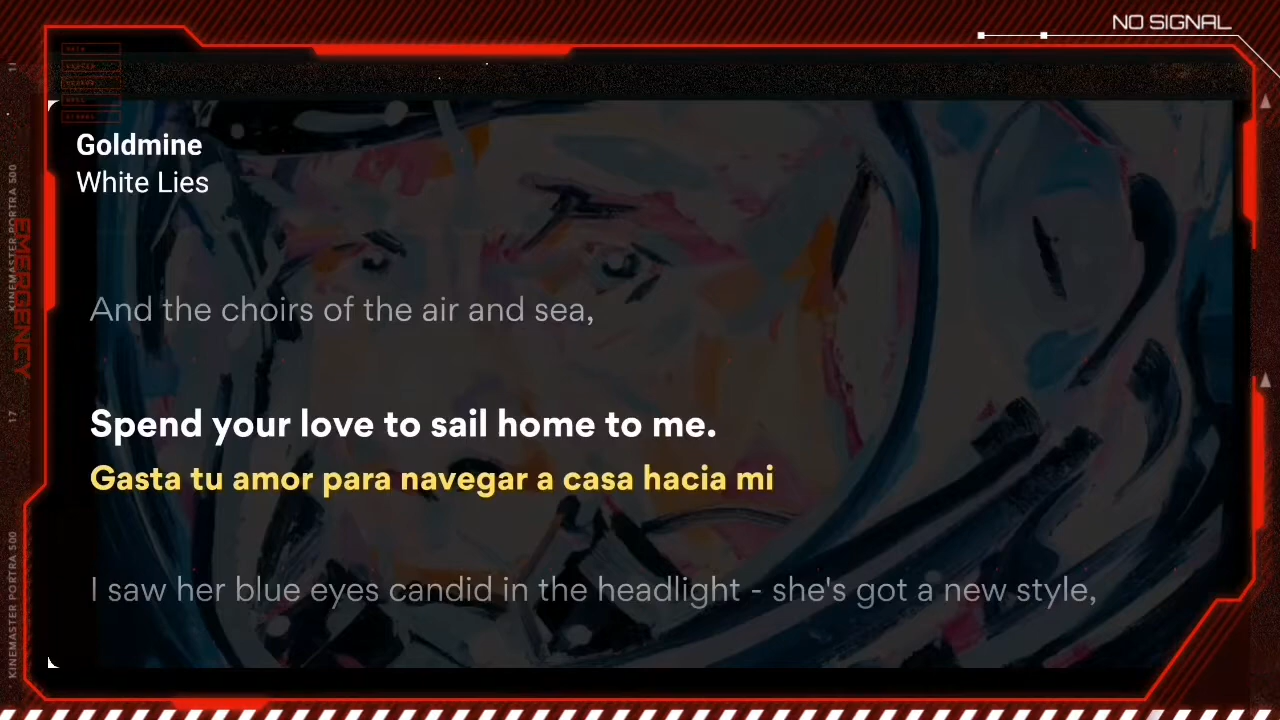 NO SIGNAL
Goldmine
White Lies
And the choirs of the air and sea,
Spend your love to sail home to me.
Gasta tu amor para navegar a casa hacia mi
I saw her blue eyes candid in the headlight - she's got a new style,
KINEMASTER PORTRA 500
EMERGENCY
17
KINEMASTER PORTRA 500